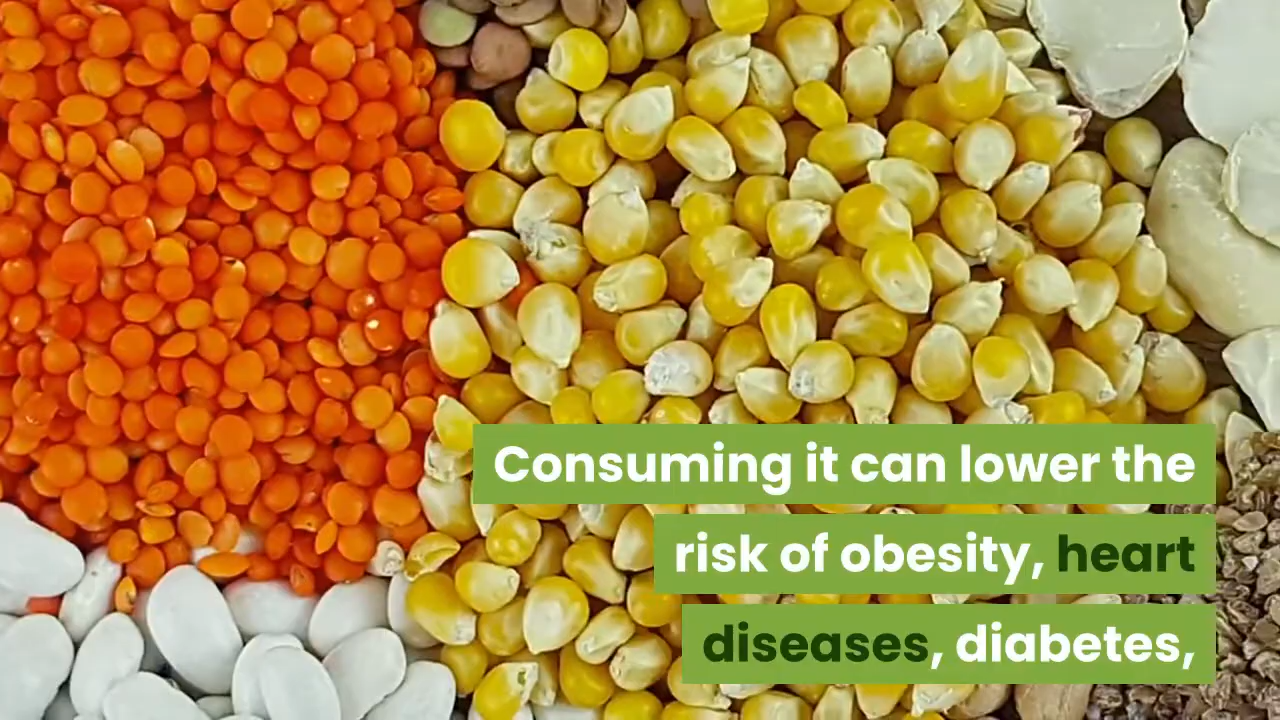 Consuming it can lower the
risk of obesity, heart
diseases, diabetes,